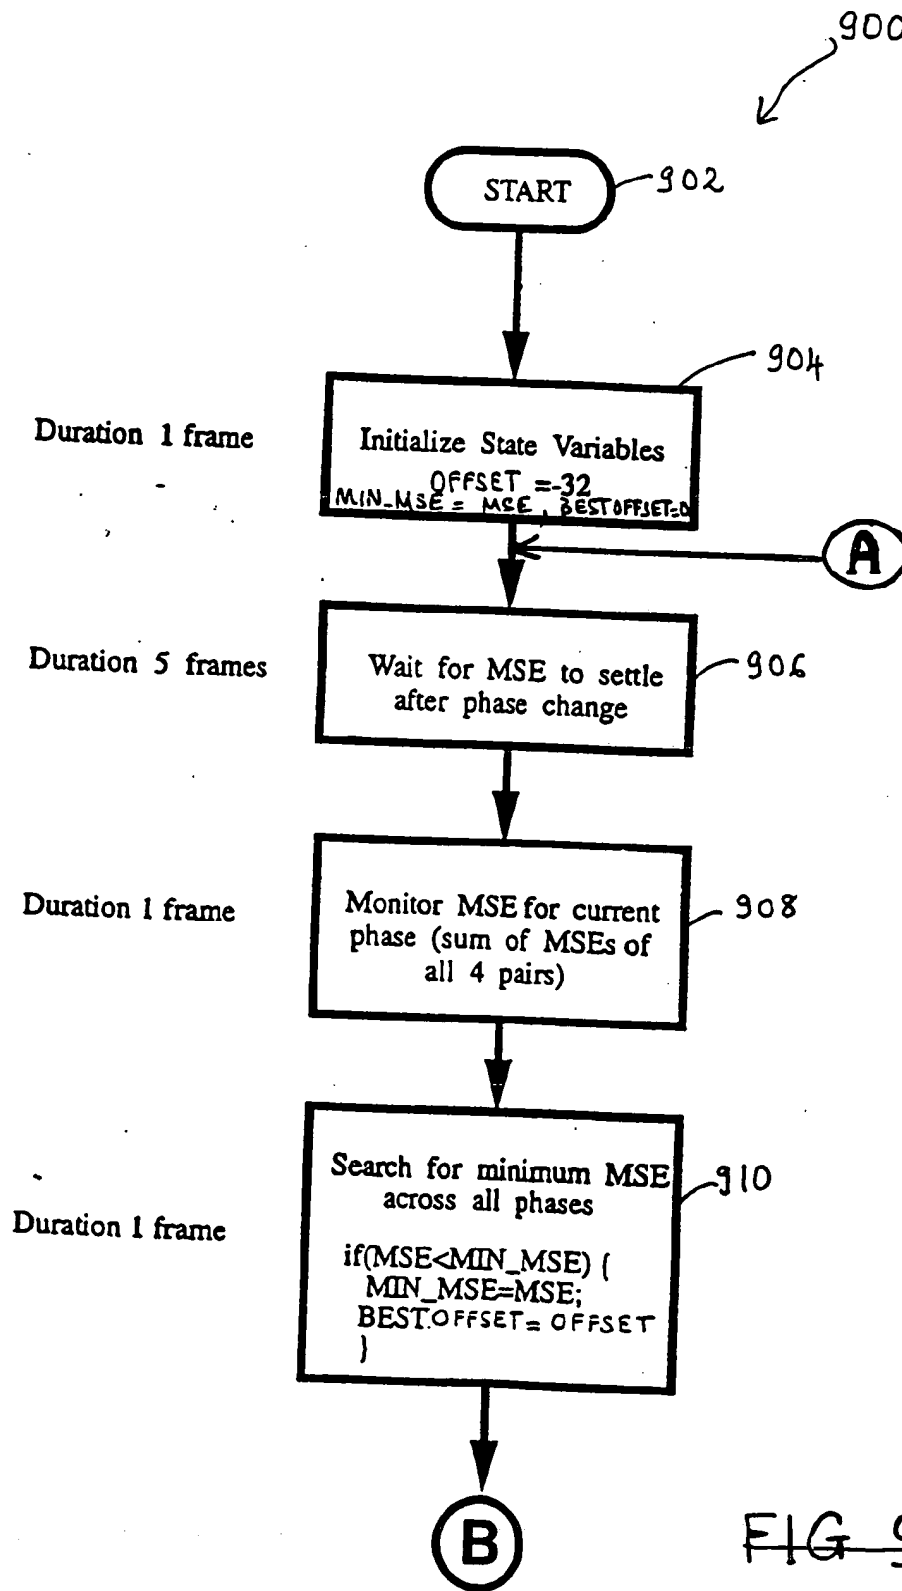 900
START
902
904
Duration 1 frame
Initialize State Variables
OFFSET =-32
MIN_MSE = MSE, BESTOFFSET=0
A
Duration 5 frames
Wait for MSE to settle
after phase change
906
Duration 1 frame
Monitor MSE for current
phase (sum of MSEs of
all 4 pairs)
908
Duration 1 frame
Search for minimum MSE
across all phases
910
if(MSE<MIN_MSE) {
MIN_MSE=MSE;
BEST.OFFSET= OFFSET
}
B
FIG